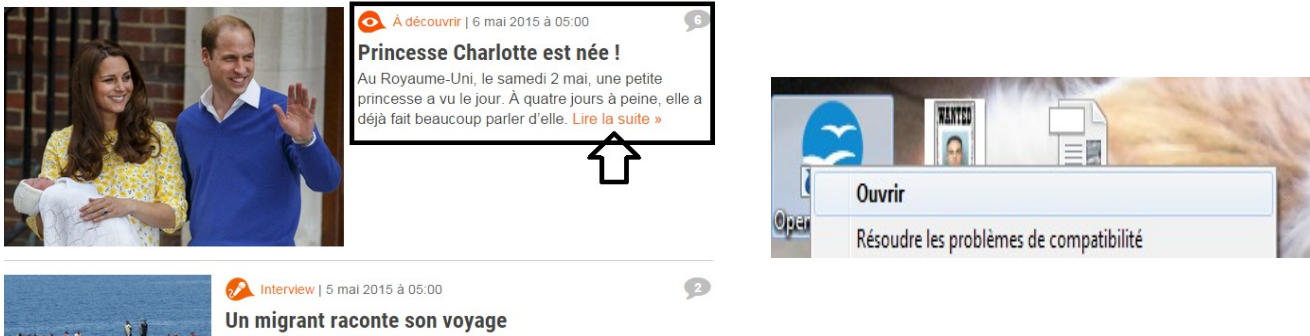 À découvrir | 6 mai 2015 à 05:00
6
Princesse Charlotte est née !
Au Royaume-Uni, le samedi 2 mai, une petite
princesse a vu le jour. À quatre jours à peine, elle a
déjà fait beaucoup parler d'elle. Lire la suite »
Interview | 5 mai 2015 à 05:00
2
Un migrant raconte son voyage
WANTED
Open
Ouvrir
Résoudre les problèmes de compatibilité